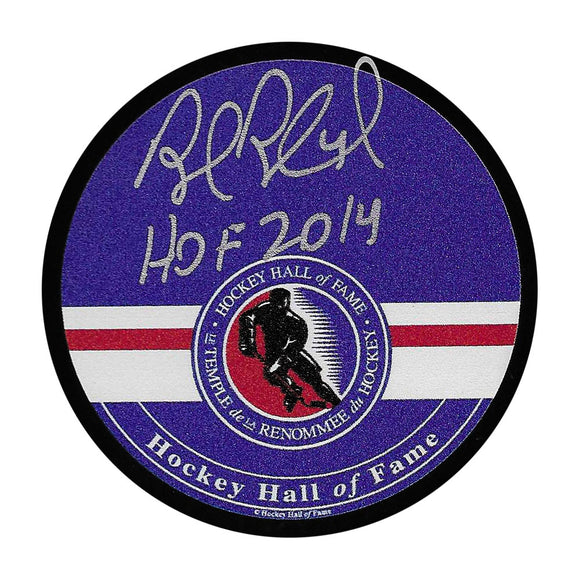 HOF 2014
HOCKEY HALL of FAME
LE TEMPLE de LA RENOMMÉE du HOCKEY
Hockey Hall of Fame
© Hockey Hall of Fame